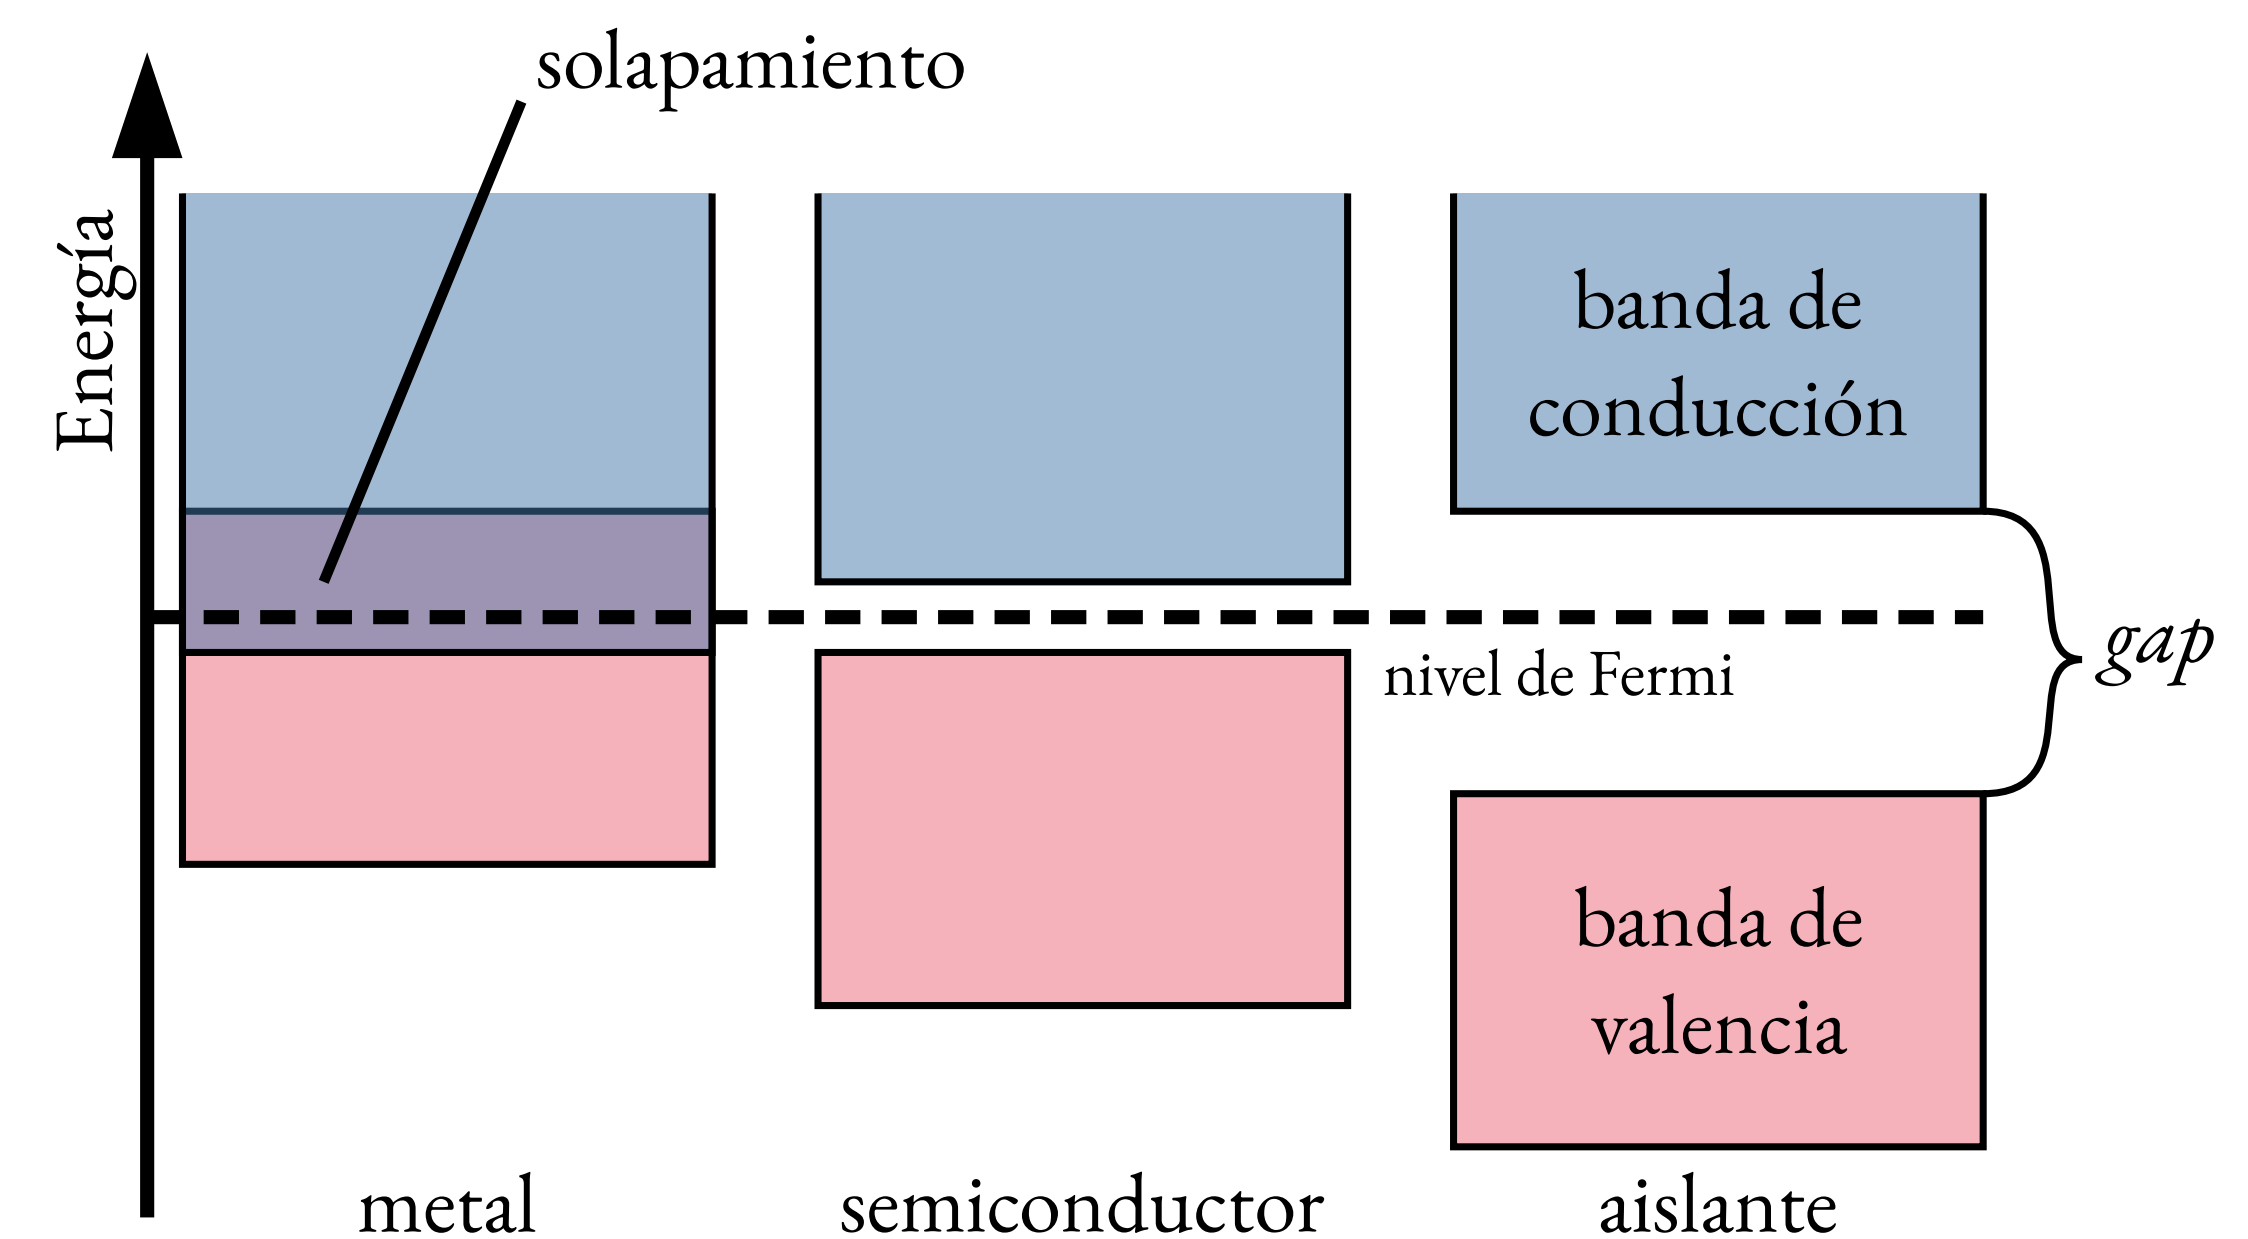 solapamiento
Energía
banda de
conducción
nivel de Fermi
gap
banda de
valencia
metal
semiconductor
aislante